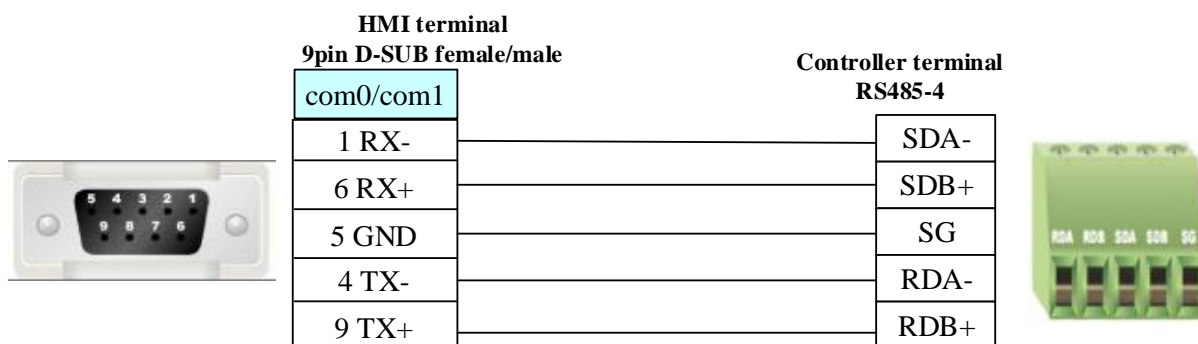 HMI terminal
9pin D-SUB female/male
Controller terminal
RS485-4
com0/com1
1 RX-
SDA-
6 RX+
SDB+
5 GND
SG
4 TX-
RDA-
9 TX+
RDB+
5 4 3 2 1
9 8 7 6
RDA RDB SDA SDB SG